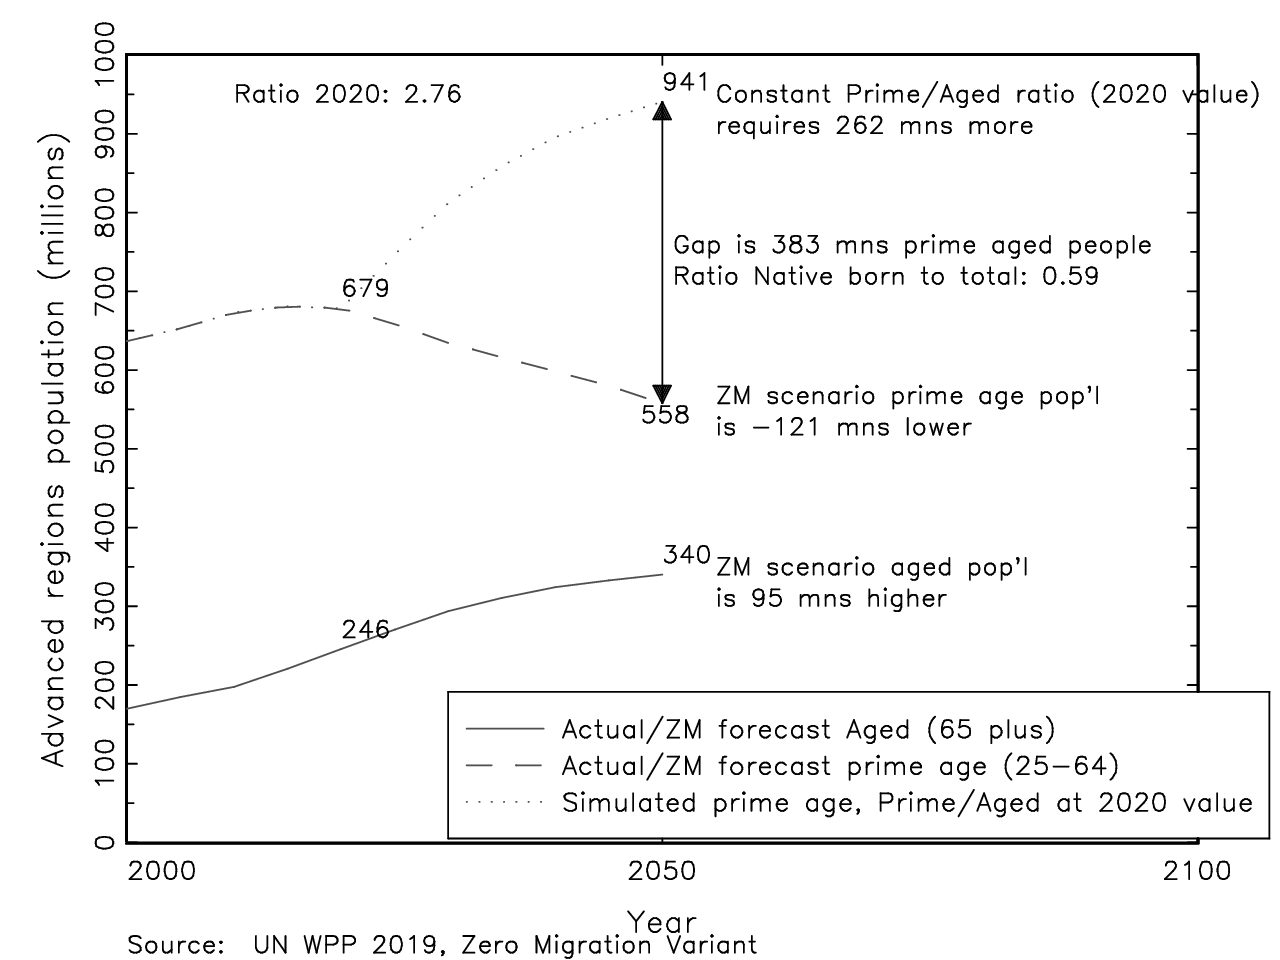 1000
900
800
700
600
500
400
300
200
100
0
Advanced regions population (millions)
Ratio 2020: 2.76
941
Constant Prime/Aged ratio (2020 value)
requires 262 mns more
Gap is 383 mns prime aged people
Ratio Native born to total: 0.59
679
558
ZM scenario prime age pop'l
is −121 mns lower
340
ZM scenario aged pop'l
is 95 mns higher
246
Actual/ZM forecast Aged (65 plus)
Actual/ZM forecast prime age (25−64)
Simulated prime age, Prime/Aged at 2020 value
2000 2050 2100
Year
Source: UN WPP 2019, Zero Migration Variant